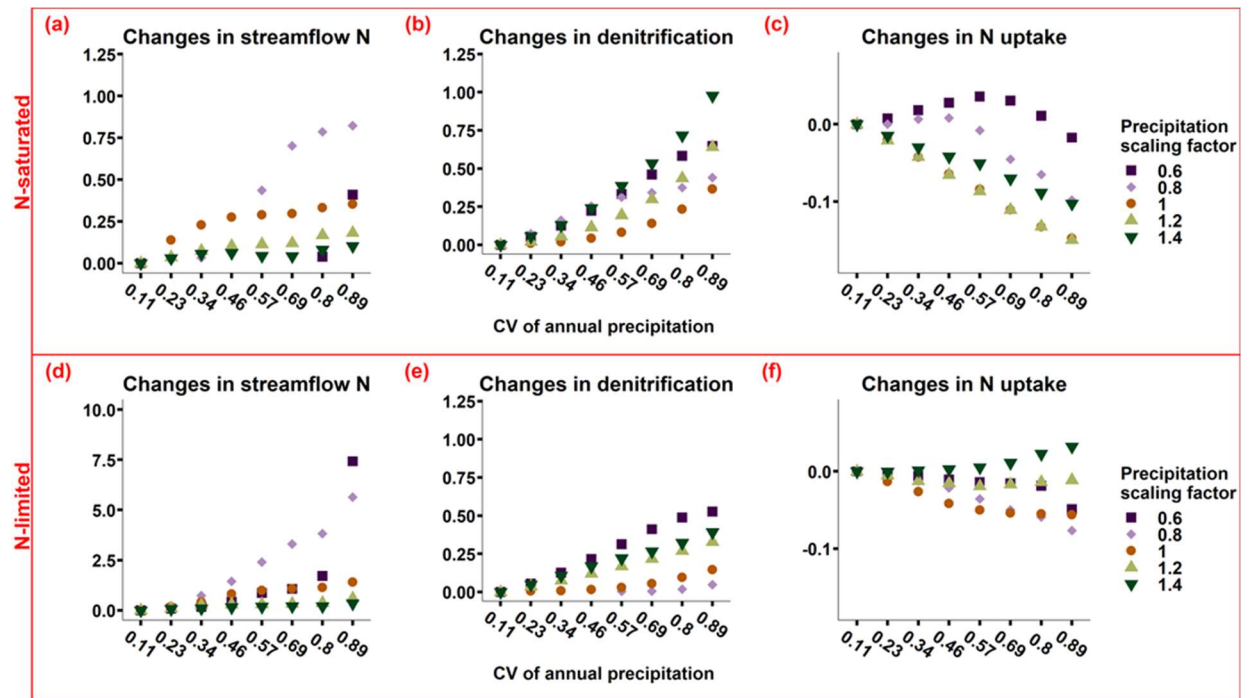 N-saturated
(a)
Changes in streamflow N
1.25
1.00
0.75
0.50
0.25
0.00
0.11 0.23 0.34 0.46 0.57 0.69 0.8 0.89
(b)
Changes in denitrification
1.25
1.00
0.75
0.50
0.25
0.00
0.11 0.23 0.34 0.46 0.57 0.69 0.8 0.89
CV of annual precipitation
(c)
Changes in N uptake
0.0
-0.1
0.11 0.23 0.34 0.46 0.57 0.69 0.8 0.89
Precipitation
scaling factor
0.6
0.8
1
1.2
1.4
N-limited
(d)
Changes in streamflow N
10.0
7.5
5.0
2.5
0.0
0.11 0.23 0.34 0.46 0.57 0.69 0.8 0.89
(e)
Changes in denitrification
1.25
1.00
0.75
0.50
0.25
0.00
0.11 0.23 0.34 0.46 0.57 0.69 0.8 0.89
CV of annual precipitation
(f)
Changes in N uptake
0.0
-0.1
0.11 0.23 0.34 0.46 0.57 0.69 0.8 0.89
Precipitation
scaling factor
0.6
0.8
1
1.2
1.4